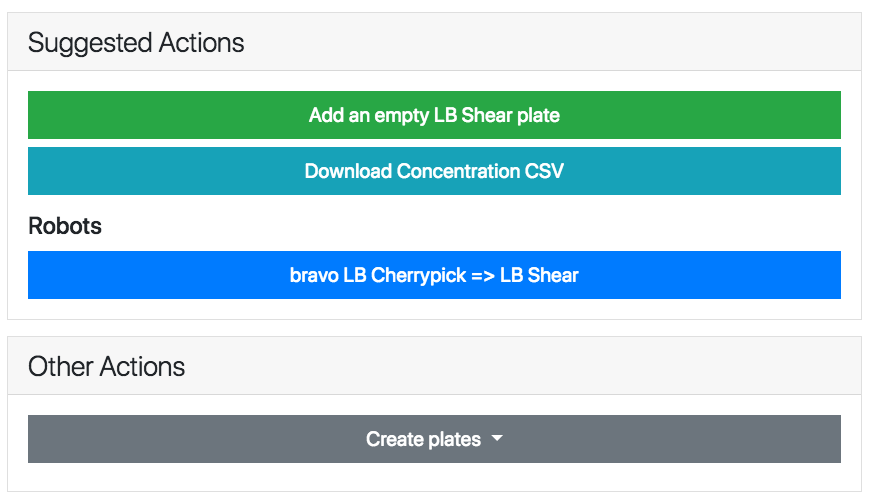 Suggested Actions
Add an empty LB Shear plate
Download Concentration CSV
Robots
bravo LB Cherrypick => LB Shear
Other Actions
Create plates